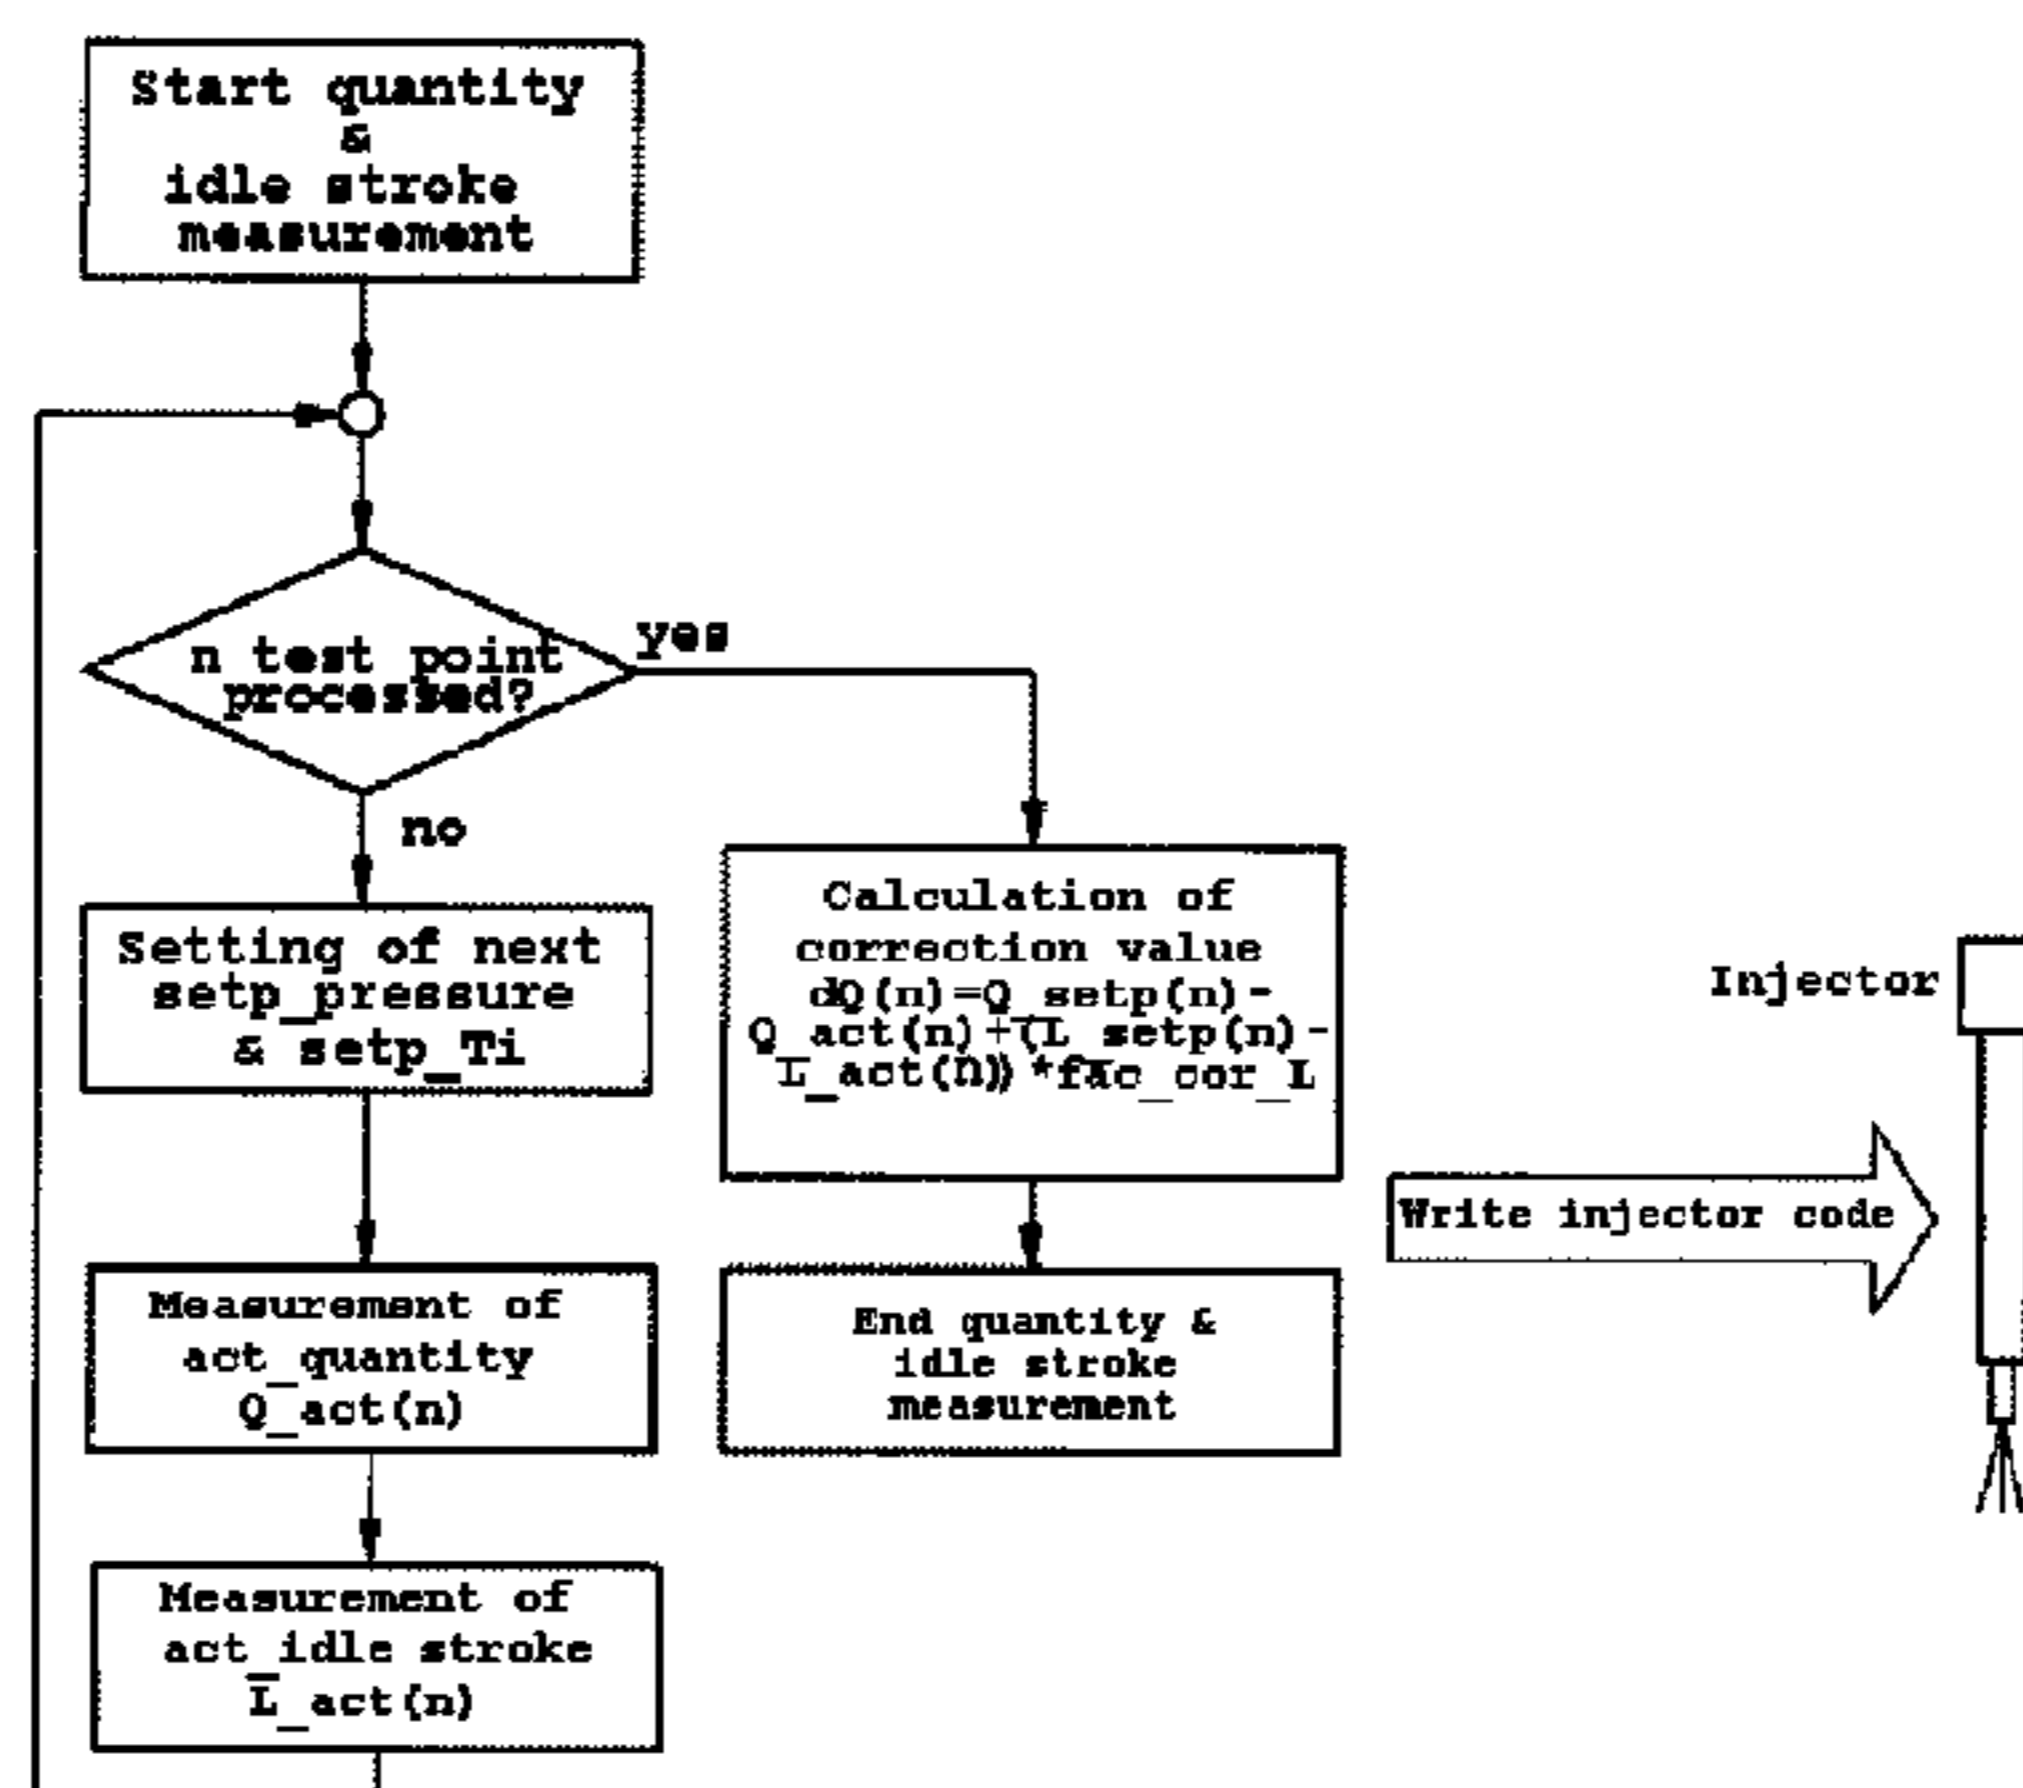 Start quantity
&
idle stroke
measurement
n test point
processed?
yes
no
Setting of next
setp_pressure
& setp_Ti
Measurement of
act_quantity
Q_act(n)
Measurement of
act_idle stroke
L_act(n)
Calculation of
correction value
dQ(n)=Q_setp(n)-
Q_act(n)+(L_setp(n)-
L_act(n))*fac_cor_L
End quantity &
idle stroke
measurement
Write injector code
Injector